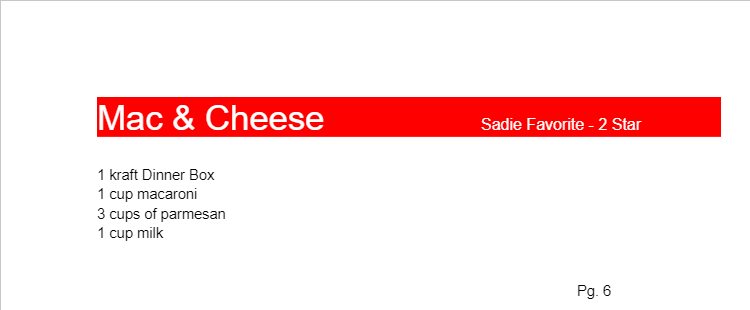 Mac & Cheese Sadie Favorite - 2 Star
1 kraft Dinner Box
1 cup macaroni
3 cups of parmesan
1 cup milk
Pg. 6